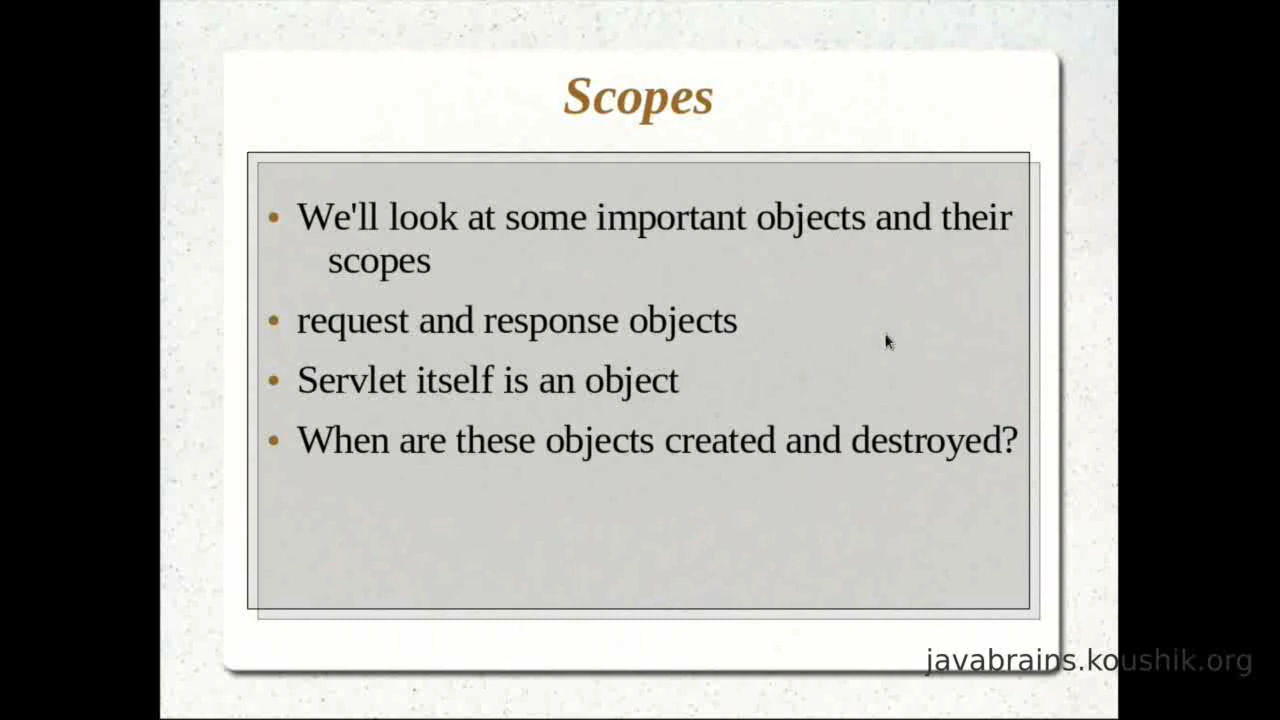 Scopes
• We'll look at some important objects and their
scopes
• request and response objects
• Servlet itself is an object
• When are these objects created and destroyed?
javabrains.koushik.org